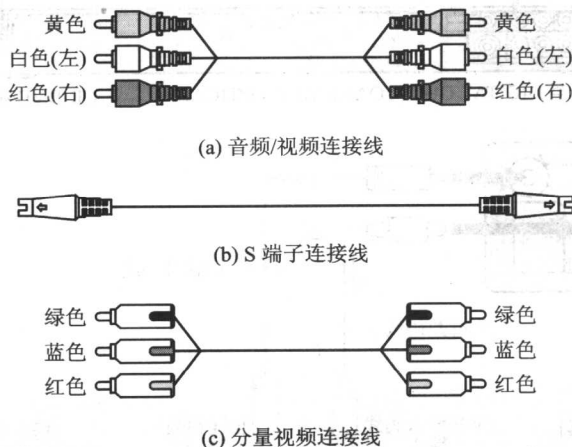 黄色 黄色
白色(左) 白色(左)
红色(右) 红色(右)
(a) 音频/视频连接线
(b) S 端子连接线
绿色 绿色
蓝色 蓝色
红色 红色
(c) 分量视频连接线